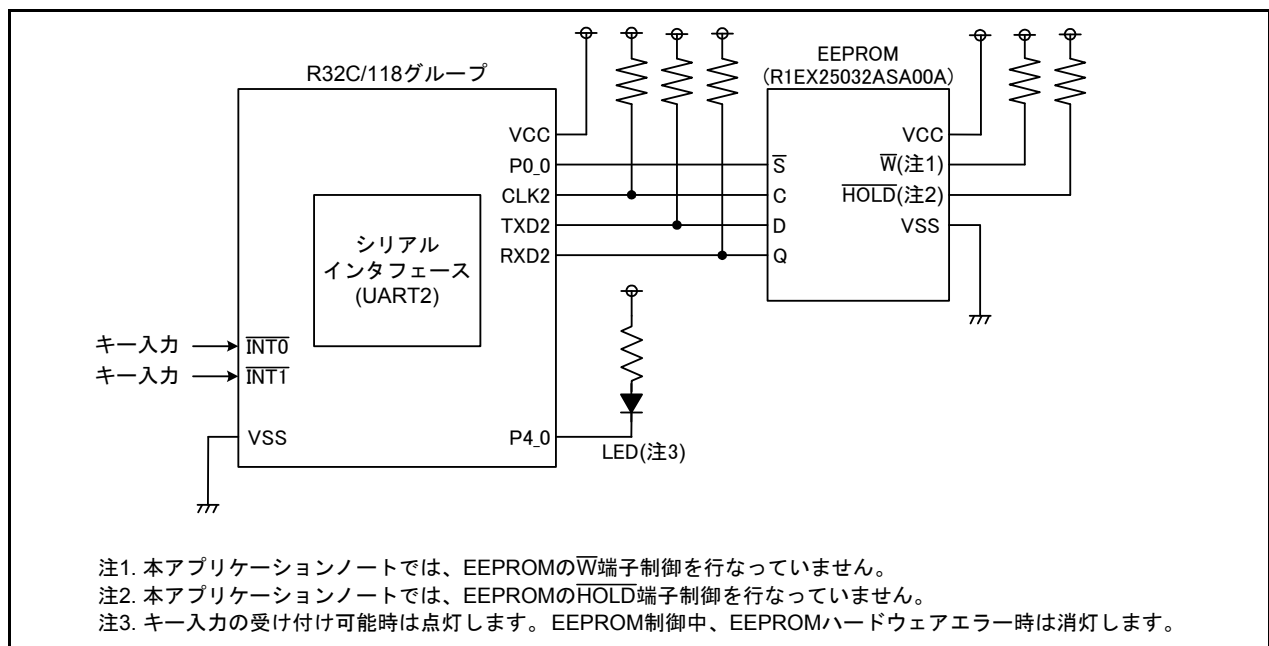 R32C/118グループ
VCC
P0_0
CLK2
TXD2
RXD2
シリアル
インタフェース
(UART2)
キー入力
INT0
キー入力
INT1
VSS
P4_0
LED(注3)
EEPROM
(R1EX25032ASA00A)
S
C
D
Q
VCC
W(注1)
HOLD(注2)
VSS
注1. 本アプリケーションノートでは、EEPROMのW端子制御を行なっていません。
注2. 本アプリケーションノートでは、EEPROMのHOLD端子制御を行なっていません。
注3. キー入力の受け付け可能時は点灯します。EEPROM制御中、EEPROMハードウェアエラー時は消灯します。